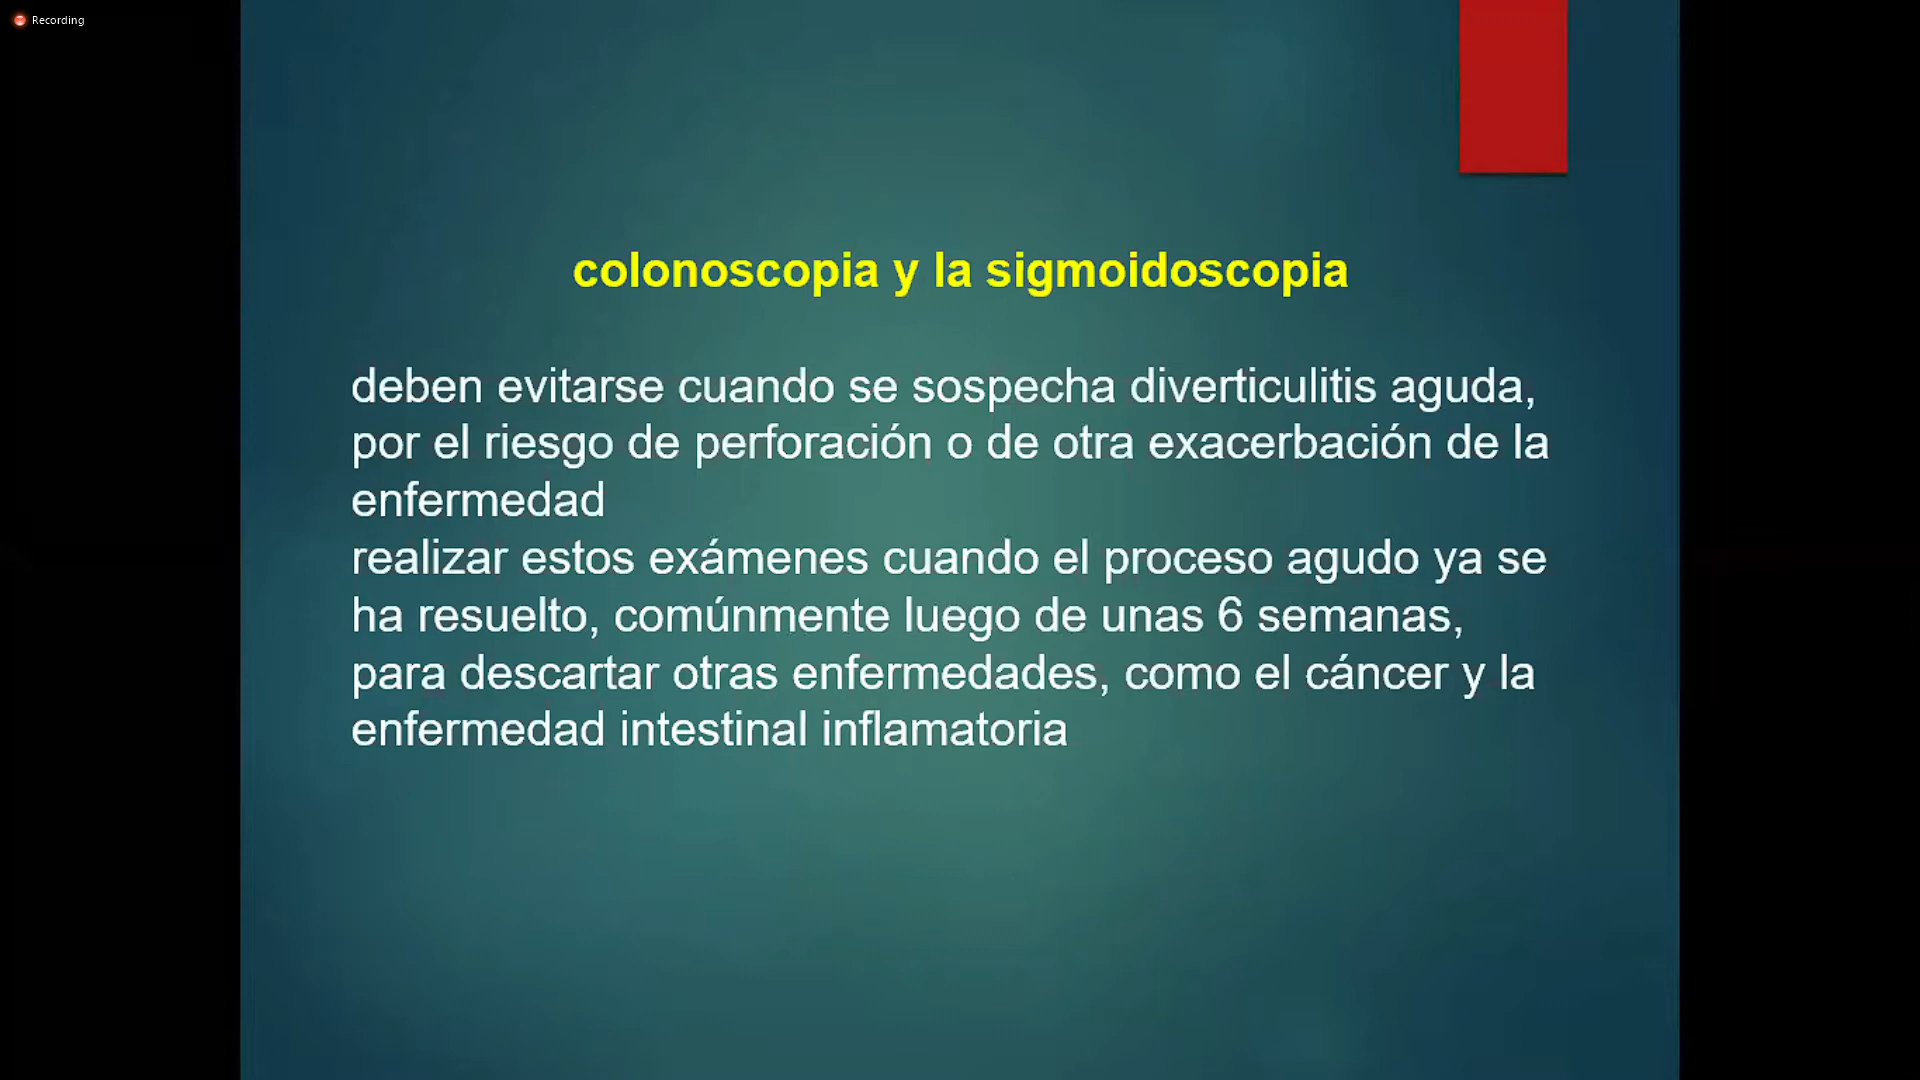 Recording
colonoscopia y la sigmoidoscopia
deben evitarse cuando se sospecha diverticulitis aguda,
por el riesgo de perforación o de otra exacerbación de la
enfermedad
realizar estos exámenes cuando el proceso agudo ya se
ha resuelto, comúnmente luego de unas 6 semanas,
para descartar otras enfermedades, como el cáncer y la
enfermedad intestinal inflamatoria